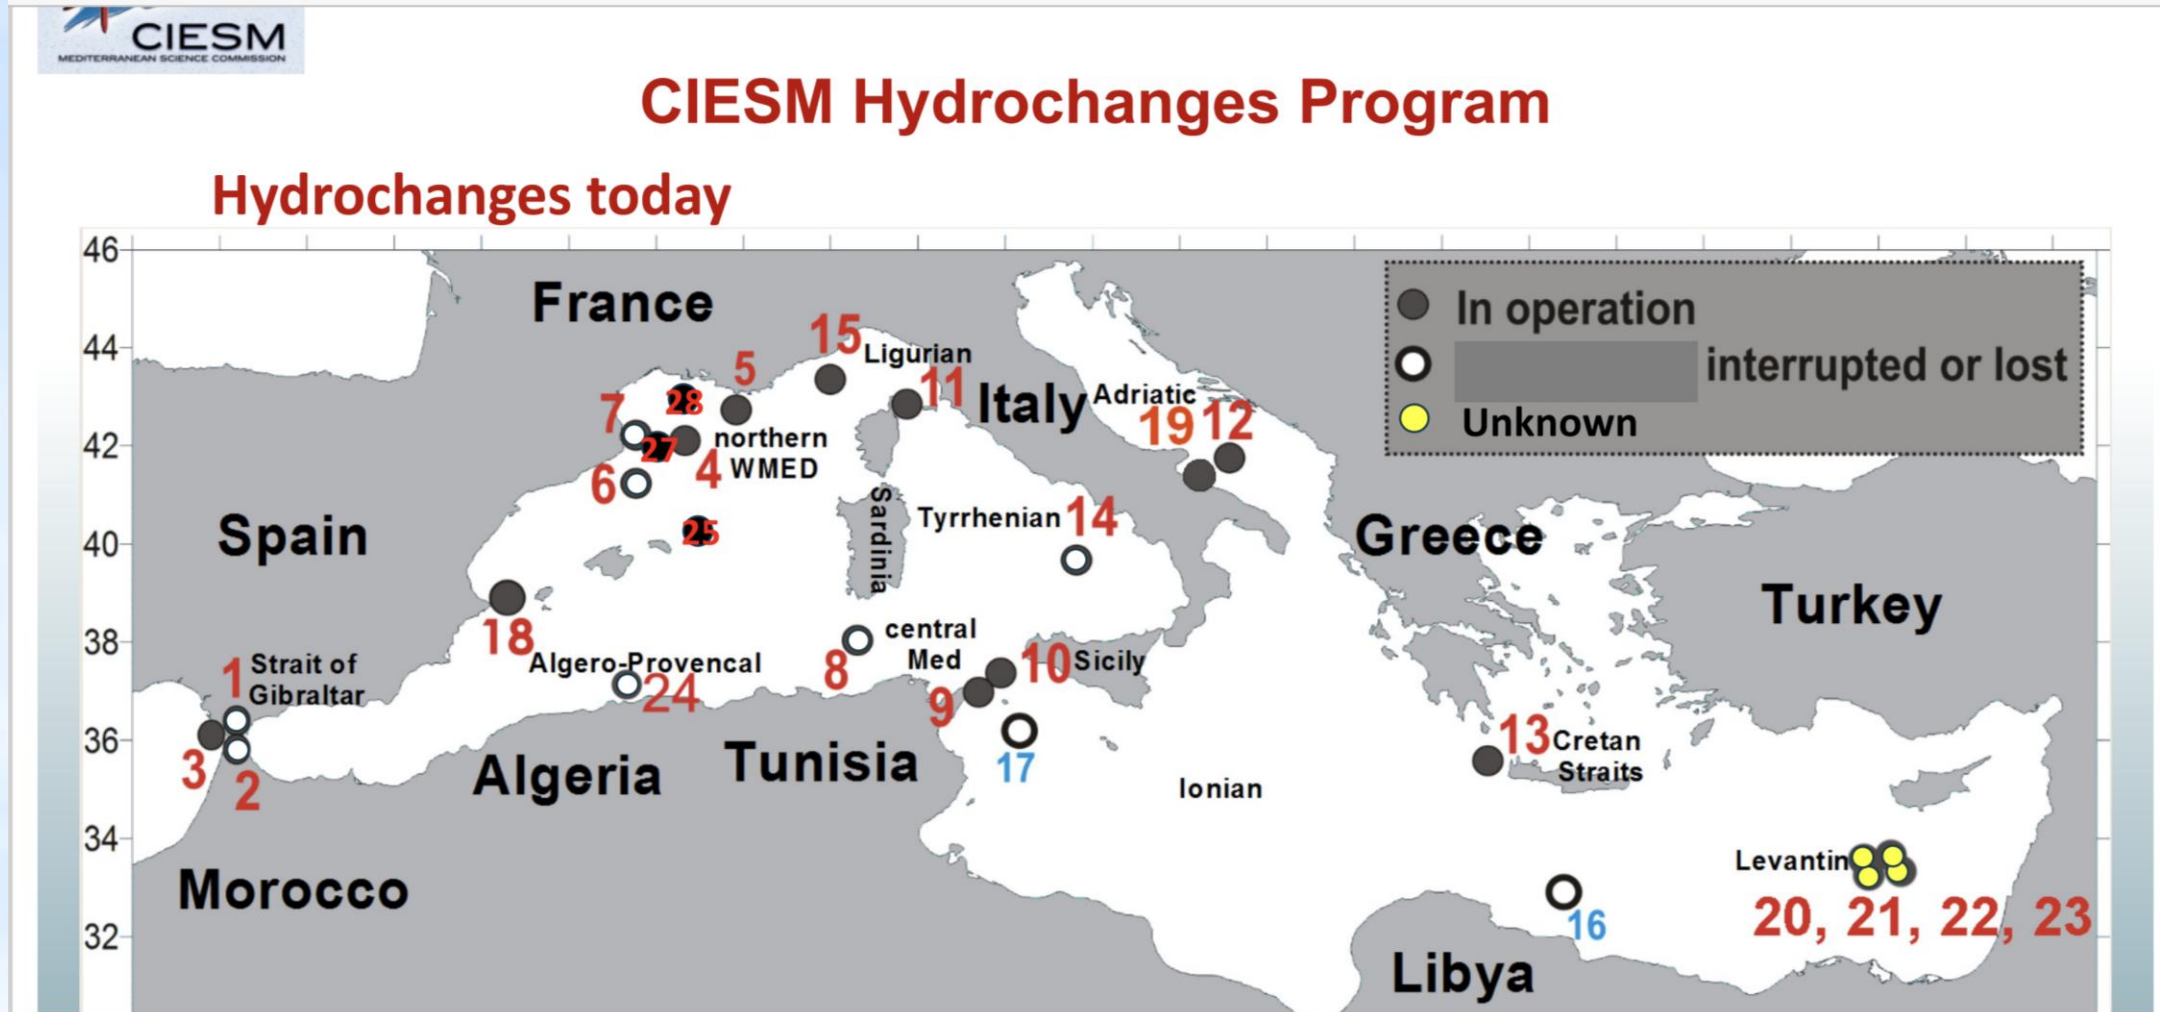 CIESM
MEDITERRANEAN SCIENCE COMMISSION
CIESM Hydrochanges Program
Hydrochanges today
46
44
42
40
38
36
34
32
In operation
interrupted or lost
Unknown
France
15
Ligurian
5
11
Italy
Adriatic
19
12
7
28
27
northern
WMED
4
6
25
Spain
Sardinia
Tyrrhenian
14
Greece
Turkey
18
central
Med
8
10
Sicily
9
Algero-Provencal
24
1
Strait of
Gibraltar
3
2
Algeria
Tunisia
17
Ionian
13
Cretan
Straits
Morocco
Levantin
20, 21, 22, 23
16
Libya